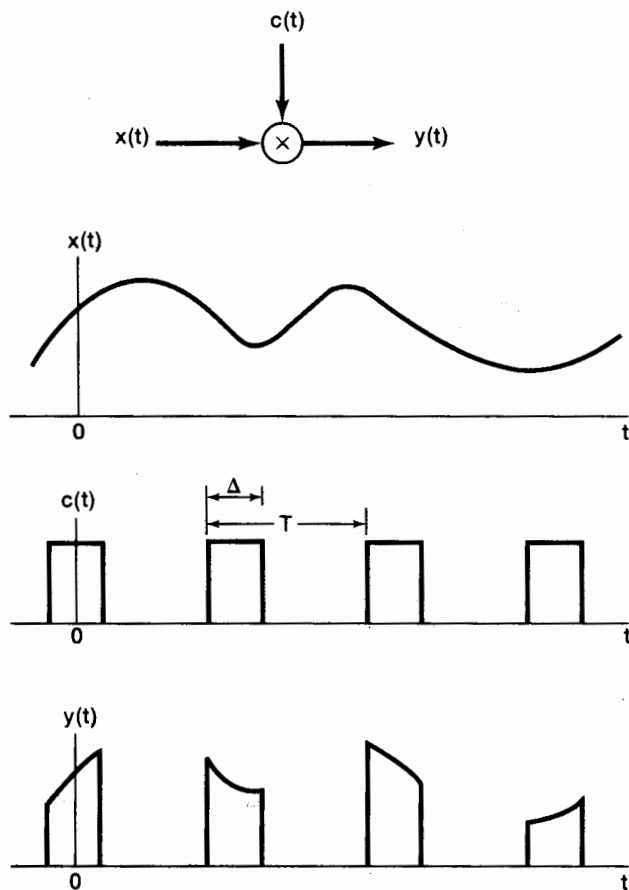 c(t)
x(t) × y(t)
x(t)
0 t
Δ
c(t)
T
0 t
y(t)
0 t